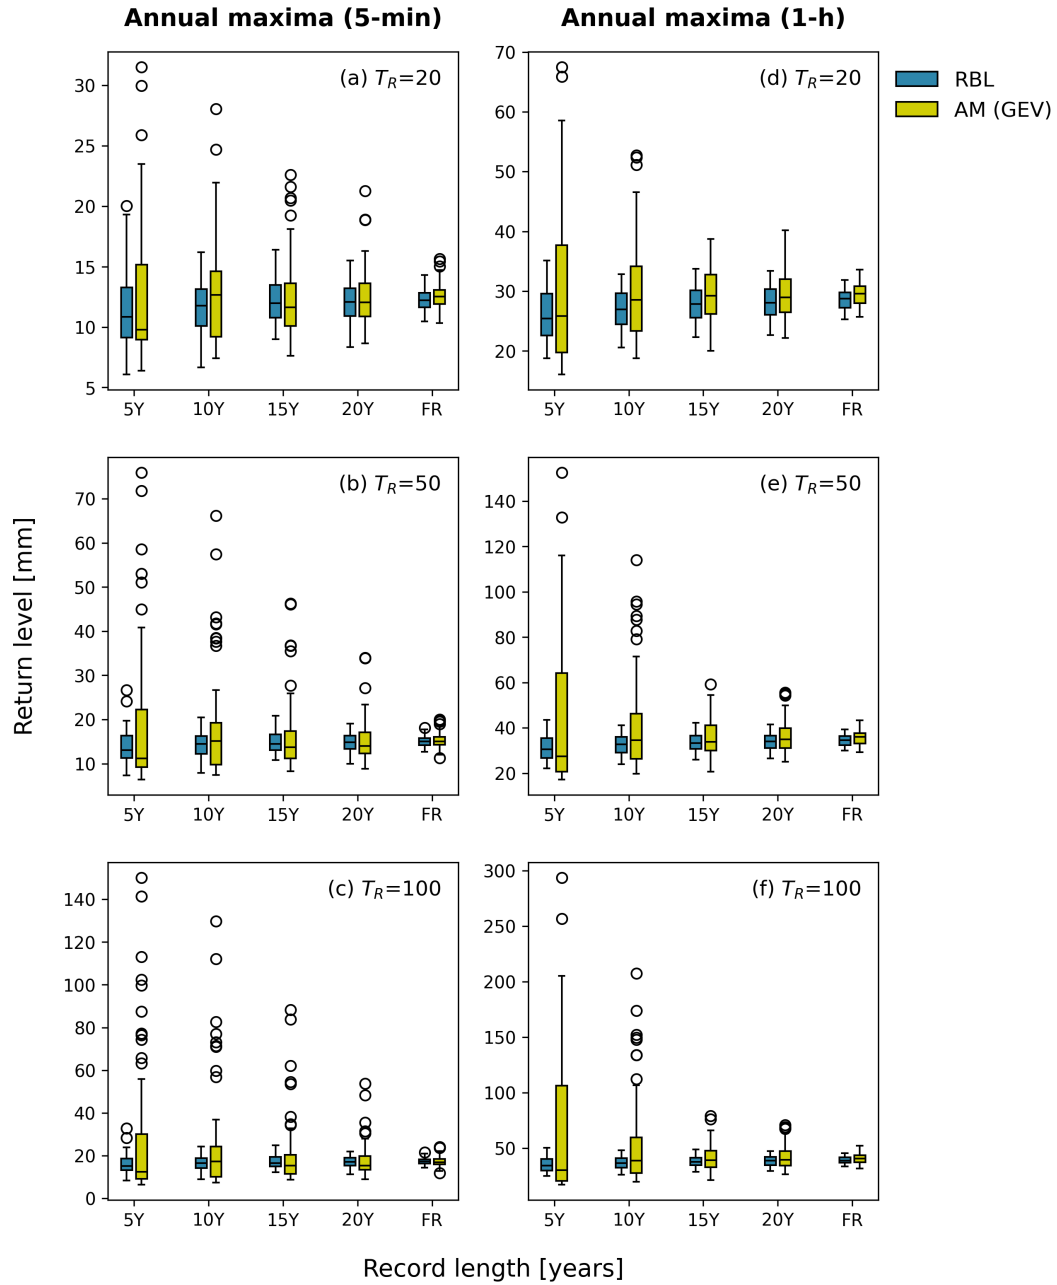 Annual maxima (5-min)
Annual maxima (1-h)
(a) T_R=20
30
25
20
15
10
5
5Y 10Y 15Y 20Y FR
(d) T_R=20
70
60
50
40
30
20
5Y 10Y 15Y 20Y FR
RBL
AM (GEV)
Return level [mm]
(b) T_R=50
70
60
50
40
30
20
10
5Y 10Y 15Y 20Y FR
(e) T_R=50
140
120
100
80
60
40
20
5Y 10Y 15Y 20Y FR
(c) T_R=100
140
120
100
80
60
40
20
0
5Y 10Y 15Y 20Y FR
(f) T_R=100
300
250
200
150
100
50
5Y 10Y 15Y 20Y FR
Record length [years]